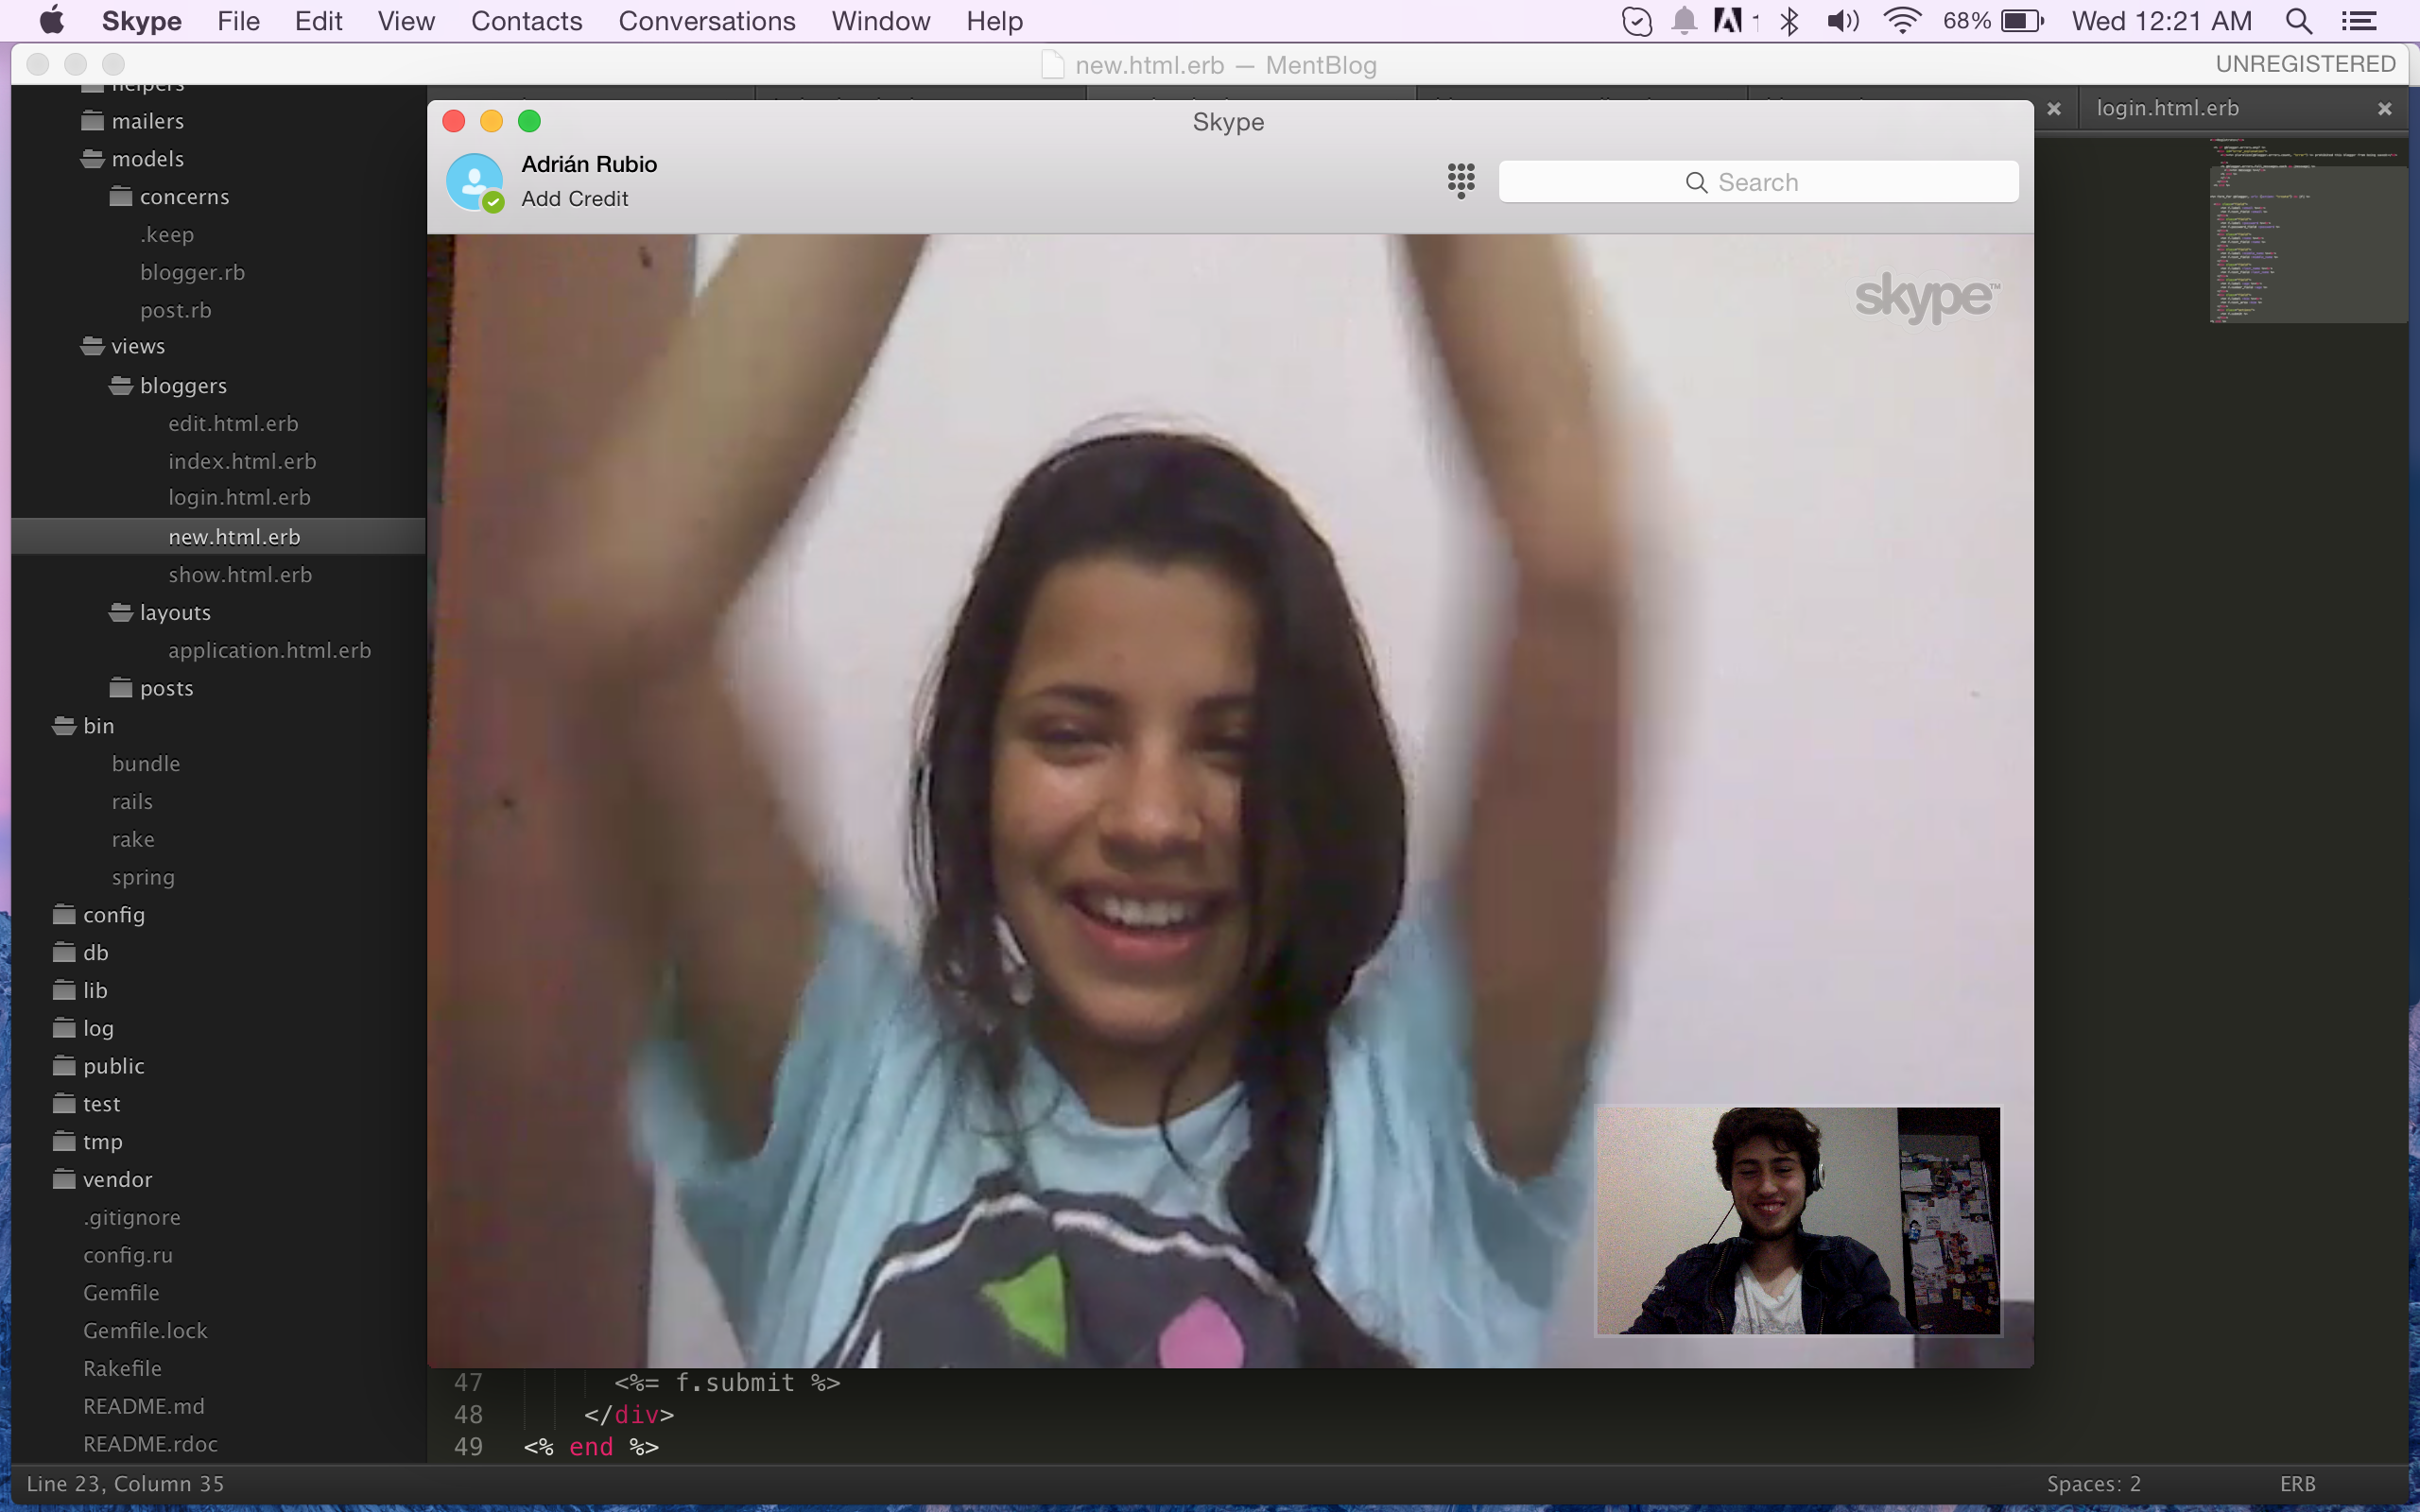 Skype File Edit View Contacts Conversations Window Help 68% Wed 12:21 AM
new.html.erb — MentBlog UNREGISTERED
helpers
login.html.erb
mailers
models
concerns
.keep
blogger.rb
post.rb
views
bloggers
edit.html.erb
index.html.erb
login.html.erb
new.html.erb
show.html.erb
layouts
application.html.erb
posts
bin
bundle
rails
rake
spring
config
db
lib
log
public
test
tmp
vendor
.gitignore
config.ru
Gemfile
Gemfile.lock
Rakefile
README.md
README.rdoc
Skype
Adrián Rubio
Add Credit
Search
skype™
47 <%= f.submit %>
48 </div>
49 <% end %>
Line 23, Column 35 Spaces: 2 ERB